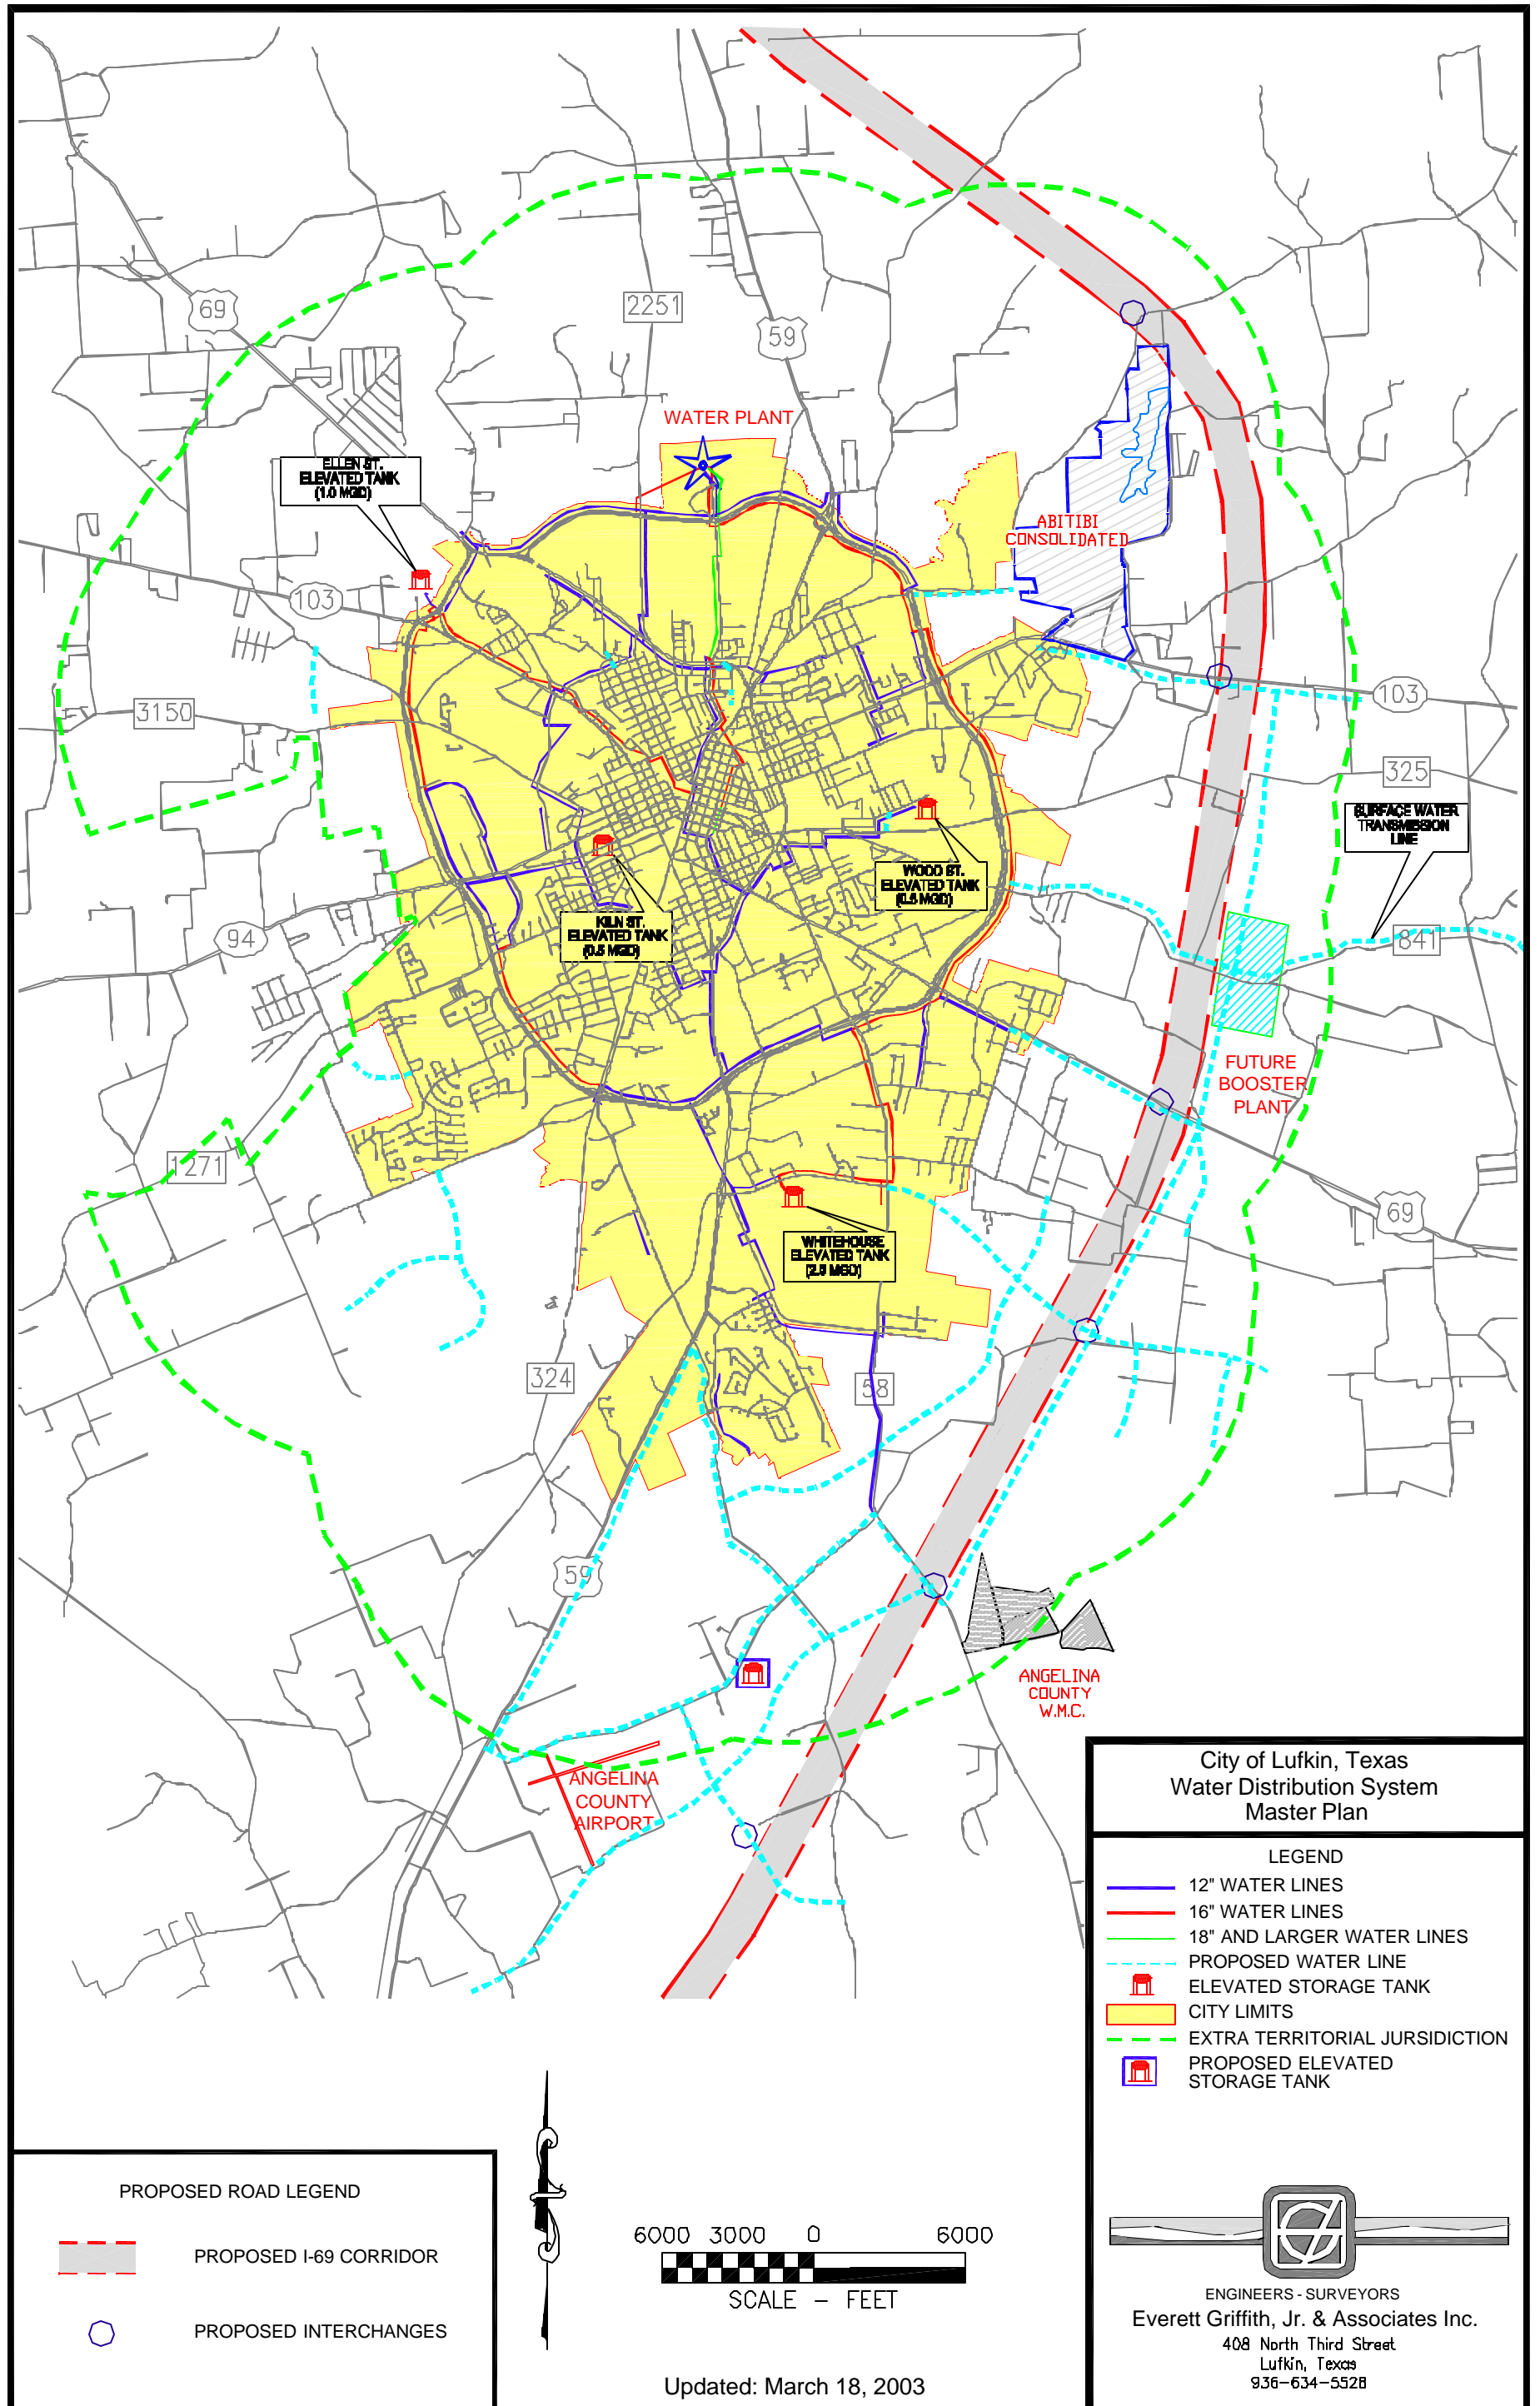 69
2251
59
WATER PLANT
ELLEN ST.
ELEVATED TANK
(1.0 MGD)
ABITIBI
CONSOLIDATED
103
3150
103
325
SURFACE WATER
TRANSMISSION
LINE
WOOD ST.
ELEVATED TANK
(0.5 MGD)
KILN ST.
ELEVATED TANK
(0.5 MGD)
94
841
FUTURE
BOOSTER
PLANT
1271
69
WHITEHOUSE
ELEVATED TANK
(2.5 MGD)
324
58
59
ANGELINA
COUNTY
W.M.C.
ANGELINA
COUNTY
AIRPORT
City of Lufkin, Texas
Water Distribution System
Master Plan
LEGEND
12" WATER LINES
16" WATER LINES
18" AND LARGER WATER LINES
PROPOSED WATER LINE
ELEVATED STORAGE TANK
CITY LIMITS
EXTRA TERRITORIAL JURSIDICTION
PROPOSED ELEVATED
STORAGE TANK
PROPOSED ROAD LEGEND
PROPOSED I-69 CORRIDOR
PROPOSED INTERCHANGES
6000 3000 0 6000
SCALE - FEET
Updated: March 18, 2003
ENGINEERS - SURVEYORS
Everett Griffith, Jr. & Associates Inc.
408 North Third Street
Lufkin, Texas
936-634-5528